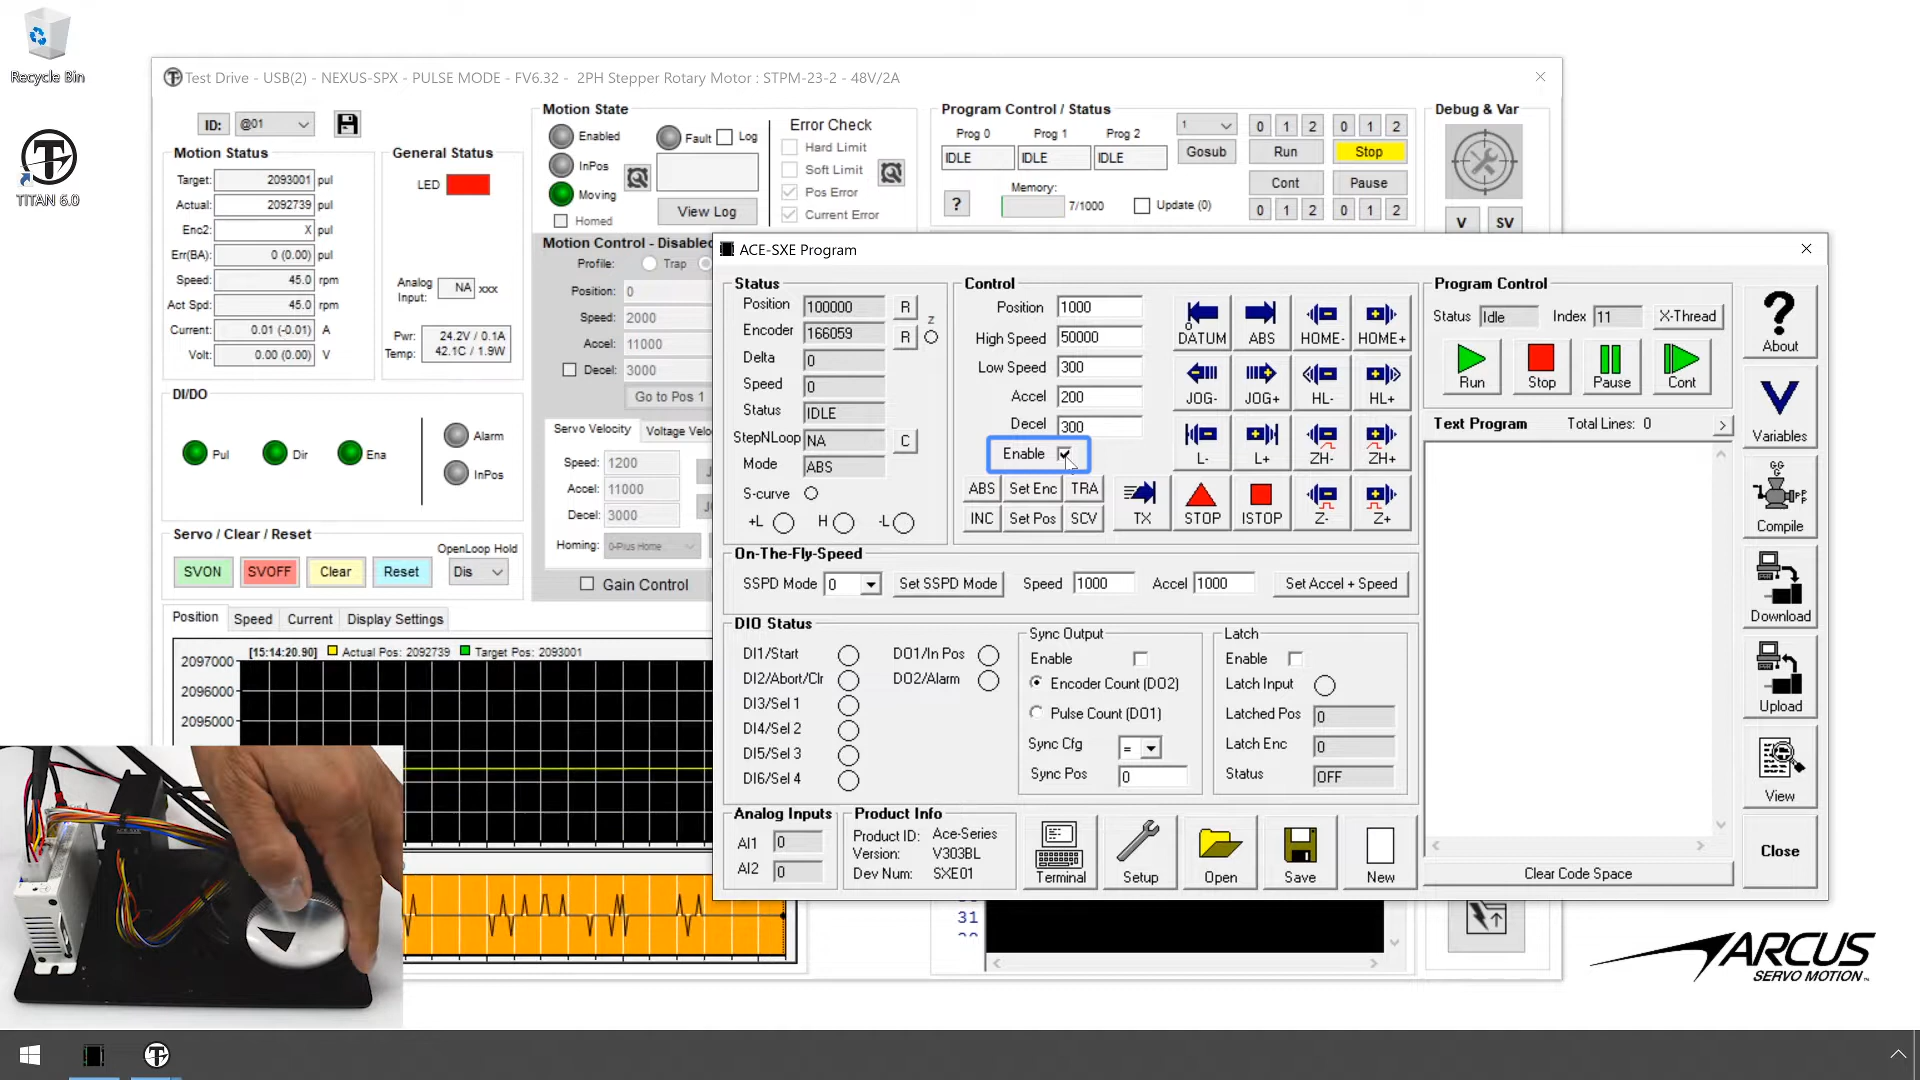 Recycle Bin
TITAN 6.0
Test Drive - USB(2) - NEXUS-SPX - PULSE MODE - FV6.32 - 2PH Stepper Rotary Motor : STPM-23-2 - 48V/2A
ID: @01
Motion Status
Target: 2093001 pul
Actual: 2092739 pul
Enc2: X pul
Err(BA): 0 (0.00) pul
Speed: 45.0 rpm
Act Spd: 45.0 rpm
Current: 0.01 (-0.01) A
Volt: 0.00 (0.00) V
General Status
LED
Analog Input: NA xxx
Pwr: 24.2V / 0.1A
Temp: 42.1C / 1.9W
DI/DO
Pul Dir Ena
Alarm
InPos
Servo / Clear / Reset
SVON SVOFF Clear Reset
OpenLoop Hold
Dis
Motion State
Enabled
InPos
Moving
Homed
Fault Log
View Log
Error Check
Hard Limit
Soft Limit
Pos Error
Current Error
Program Control / Status
Prog 0 Prog 1 Prog 2
IDLE IDLE IDLE
1
Gosub
0 1 2 0 1 2
Run Stop
Cont Pause
0 1 2 0 1 2
?
Memory:
7/1000
Update (0)
Debug & Var
V SV
Motion Control - Disabled
Profile: Trap
Position: 0
Speed: 2000
Accel: 11000
Decel: 3000
Go to Pos 1
Servo Velocity Voltage Velo
Speed: 1200
Accel: 11000
Decel: 3000
Homing: 0-Plus Home
Gain Control
Position Speed Current Display Settings
[15:14:20.90] Actual Pos: 2092739 Target Pos: 2093001
2097000
2096000
2095000
ACE-SXE Program
Status
Position 100000 R
Encoder 166059 R
Z
Delta 0
Speed 0
Status IDLE
StepNLoop NA C
Mode ABS
S-curve
+L H -L
Control
Position 1000
High Speed 50000
Low Speed 300
Accel 200
Decel 300
Enable
ABS Set Enc TRA
INC Set Pos SCV
DATUM ABS HOME- HOME+
JOG- JOG+ HL- HL+
L- L+ ZH- ZH+
TX STOP ISTOP Z- Z+
On-The-Fly-Speed
SSPD Mode 0 Set SSPD Mode Speed 1000 Accel 1000 Set Accel + Speed
DIO Status
DI1/Start
DI2/Abort/Clr
DI3/Sel 1
DI4/Sel 2
DI5/Sel 3
DI6/Sel 4
DO1/In Pos
DO2/Alarm
Sync Output
Enable
Encoder Count (DO2)
Pulse Count (DO1)
Sync Cfg =
Sync Pos 0
Latch
Enable
Latch Input
Latched Pos 0
Latch Enc 0
Status OFF
Analog Inputs
AI1 0
AI2 0
Product Info
Product ID: Ace-Series
Version: V303BL
Dev Num: SXE01
Terminal Setup Open Save New
Program Control
Status Idle Index 11 X-Thread
Run Stop Pause Cont
Text Program Total Lines: 0 >
Clear Code Space
?
About
V
Variables
Compile
Download
Upload
View
Close
31
ARCUS
SERVO MOTION